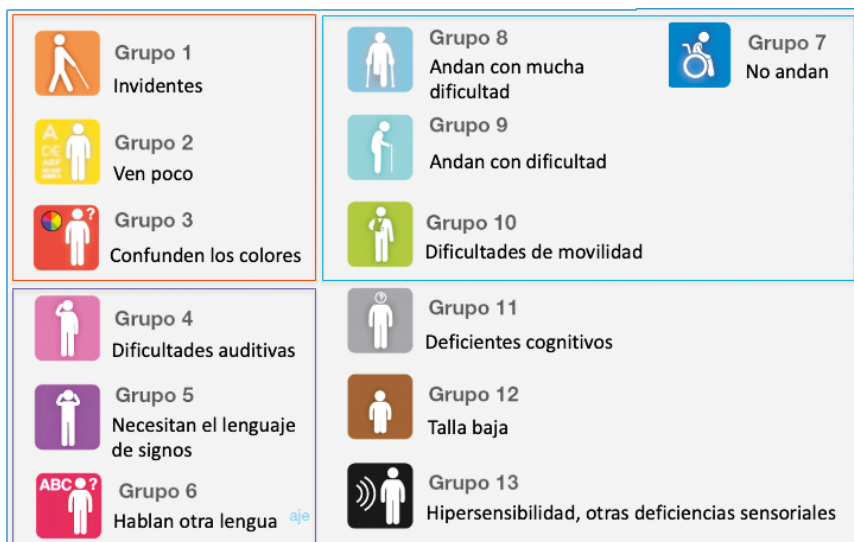 Grupo 1
Invidentes
Grupo 2
Ven poco
Grupo 3
Confunden los colores
Grupo 4
Dificultades auditivas
Grupo 5
Necesitan el lenguaje
de signos
ABC ?
Grupo 6
Hablan otra lengua aje
Grupo 8
Andan con mucha
dificultad
Grupo 7
No andan
Grupo 9
Andan con dificultad
Grupo 10
Dificultades de movilidad
Grupo 11
Deficientes cognitivos
Grupo 12
Talla baja
Grupo 13
Hipersensibilidad, otras deficiencias sensoriales